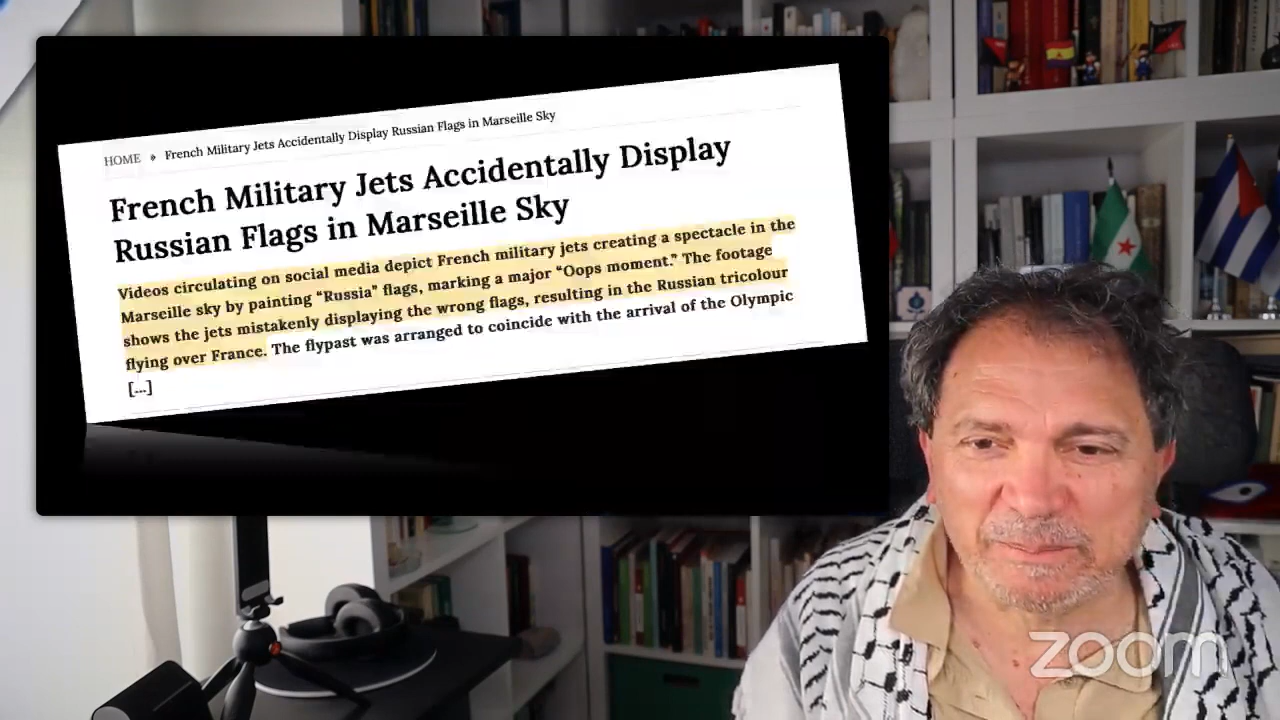 HOME » French Military Jets Accidentally Display Russian Flags in Marseille Sky
French Military Jets Accidentally Display
Russian Flags in Marseille Sky
Videos circulating on social media depict French military jets creating a spectacle in the
Marseille sky by painting “Russia” flags, marking a major “Oops moment.” The footage
shows the jets mistakenly displaying the wrong flags, resulting in the Russian tricolour
flying over France. The flypast was arranged to coincide with the arrival of the Olympic
[...]
zoom